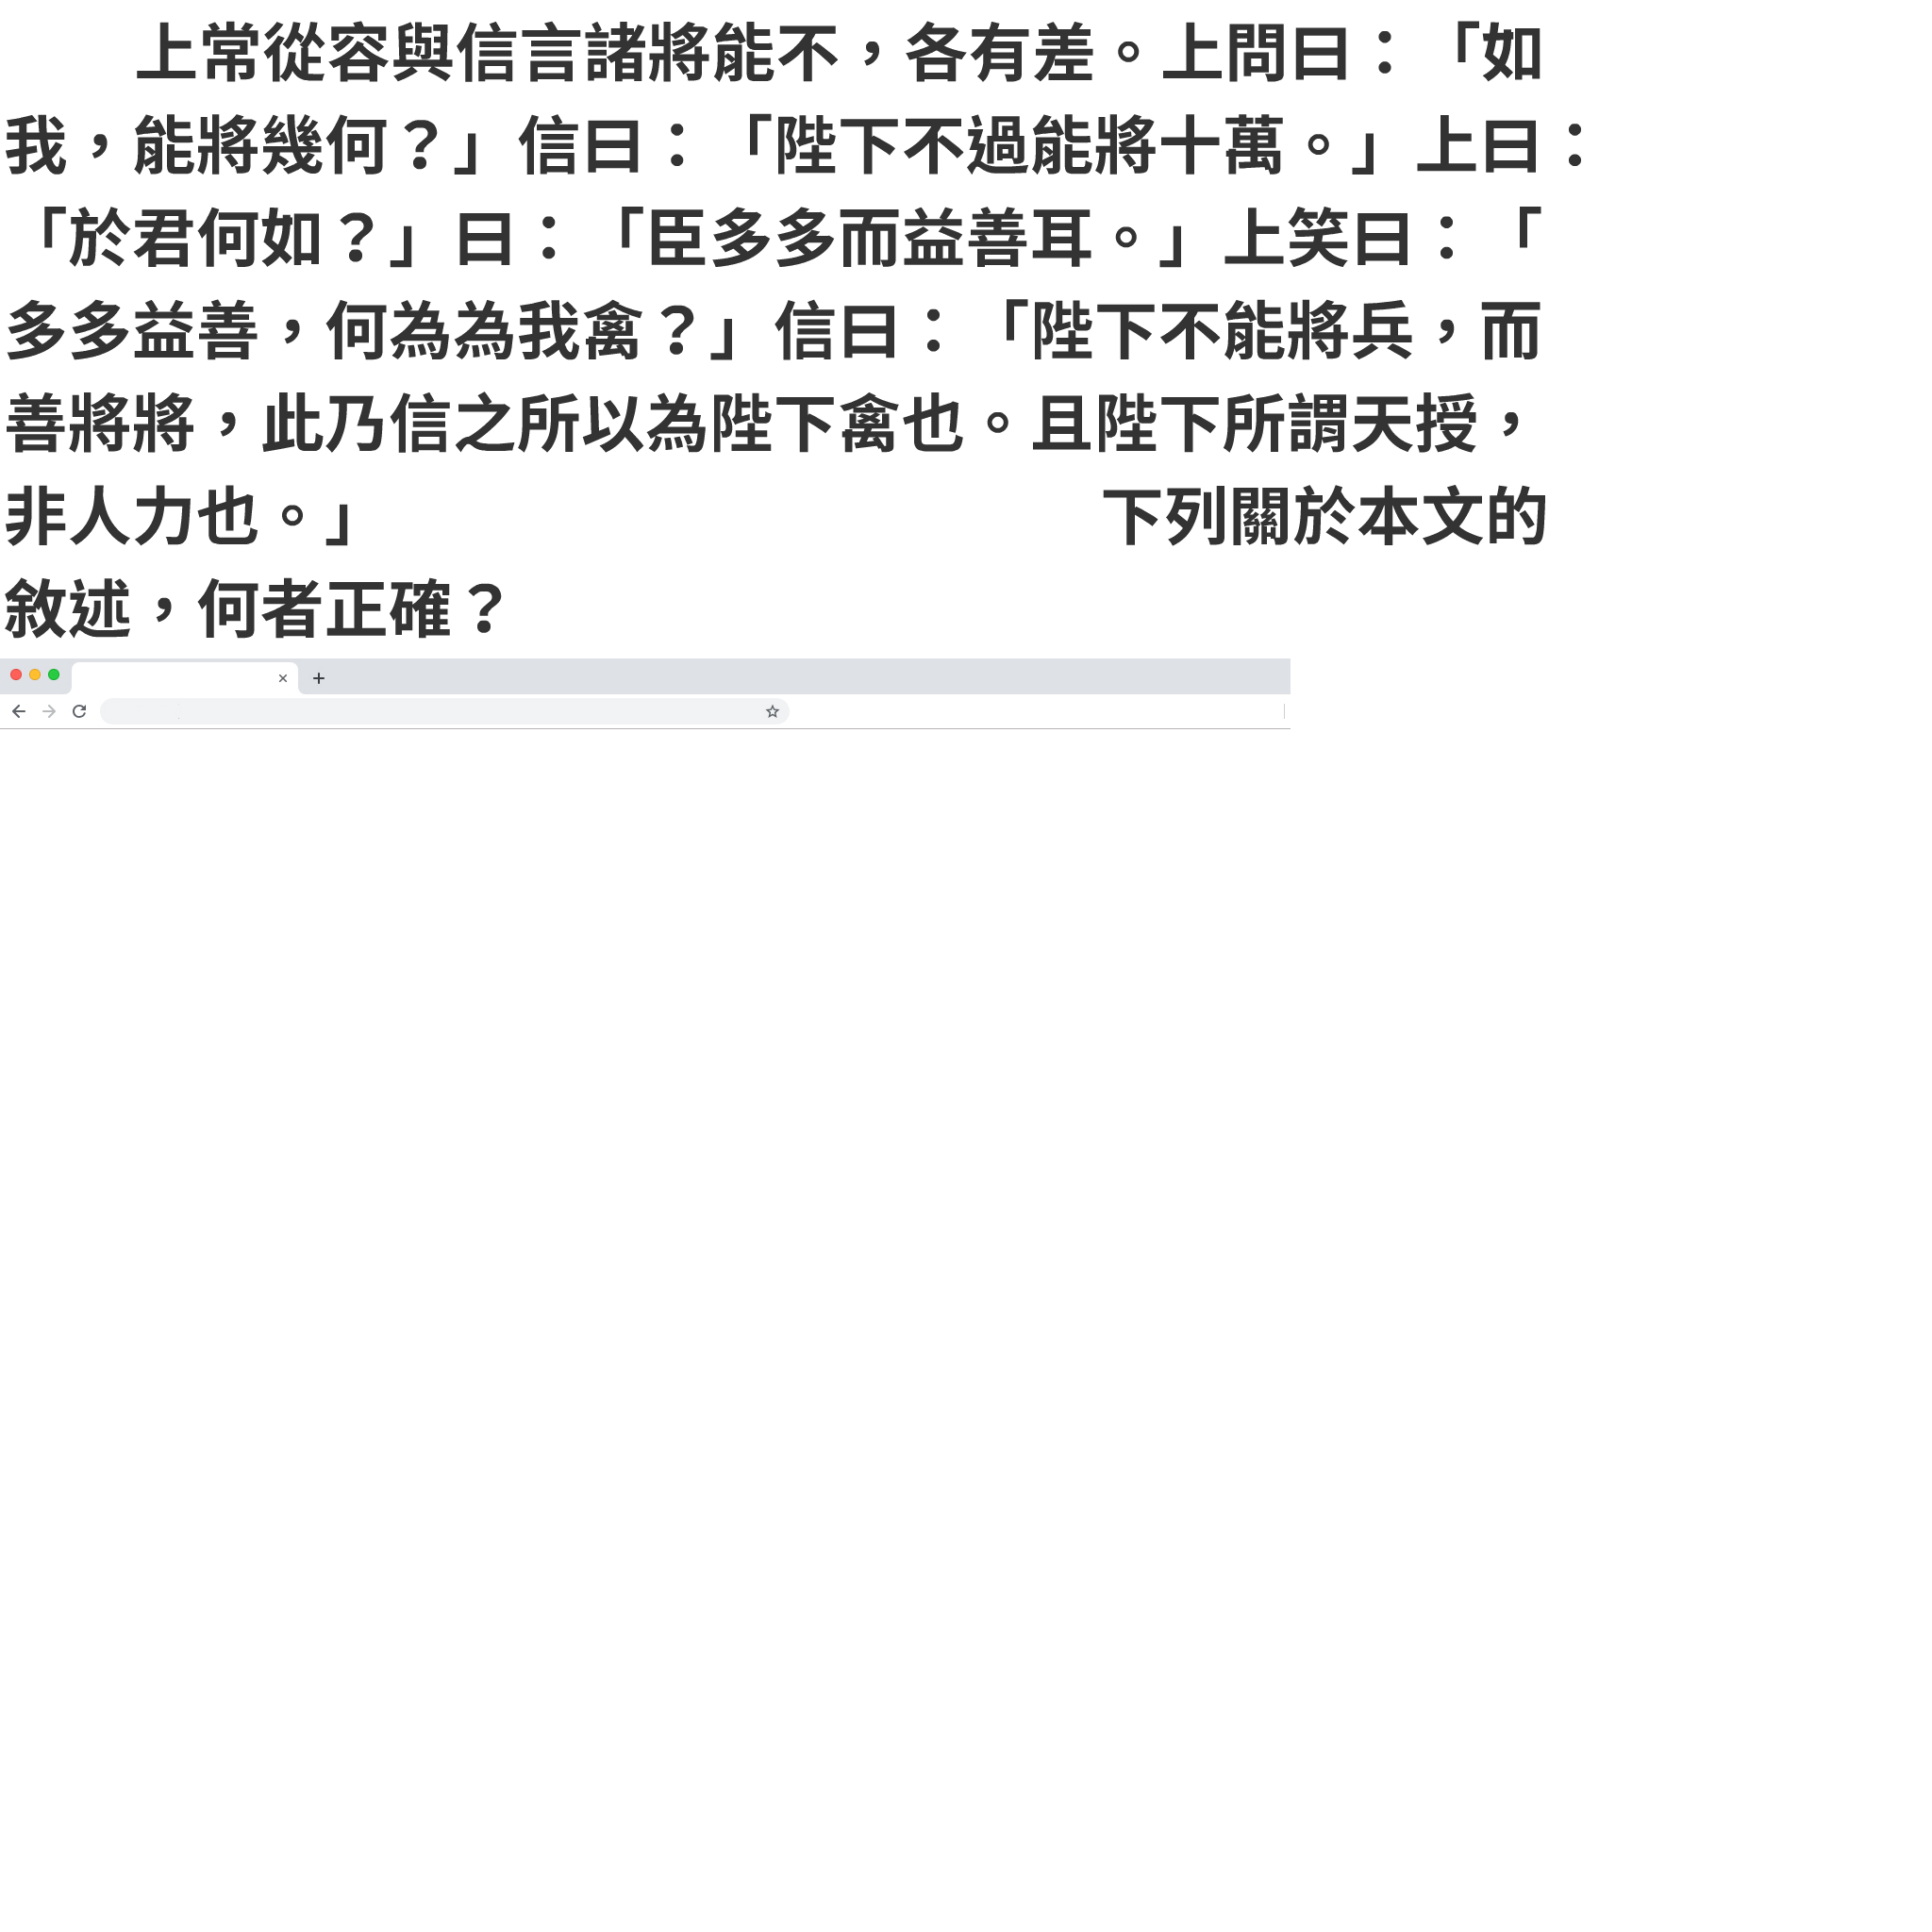 上常從容與信言諸將能不，各有差。上問曰：「如
我，能將幾何？」信曰：「陛下不過能將十萬。」上曰：
「於君何如？」曰：「臣多多而益善耳。」上笑曰：「
多多益善，何為為我禽？」信曰：「陛下不能將兵，而
善將將，此乃信之所以為陛下禽也。且陛下所謂天授，
非人力也。」 下列關於本文的
敘述，何者正確？